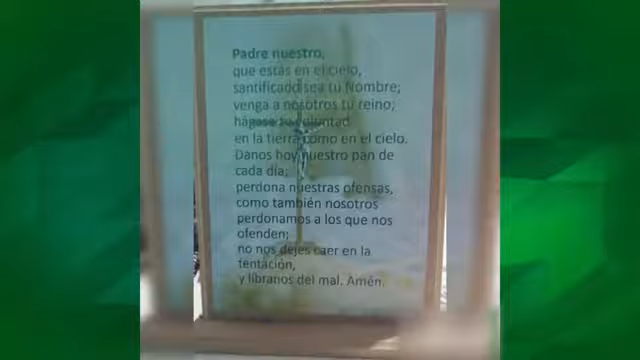 Padre nuestro,
que estás en el cielo,
santificado sea tu Nombre;
venga a nosotros tu reino;
hágase tu voluntad
en la tierra como en el cielo.
Danos hoy nuestro pan de
cada día;
perdona nuestras ofensas,
como también nosotros
perdonamos a los que nos
ofenden;
no nos dejes caer en la
tentación,
y líbranos del mal. Amén.